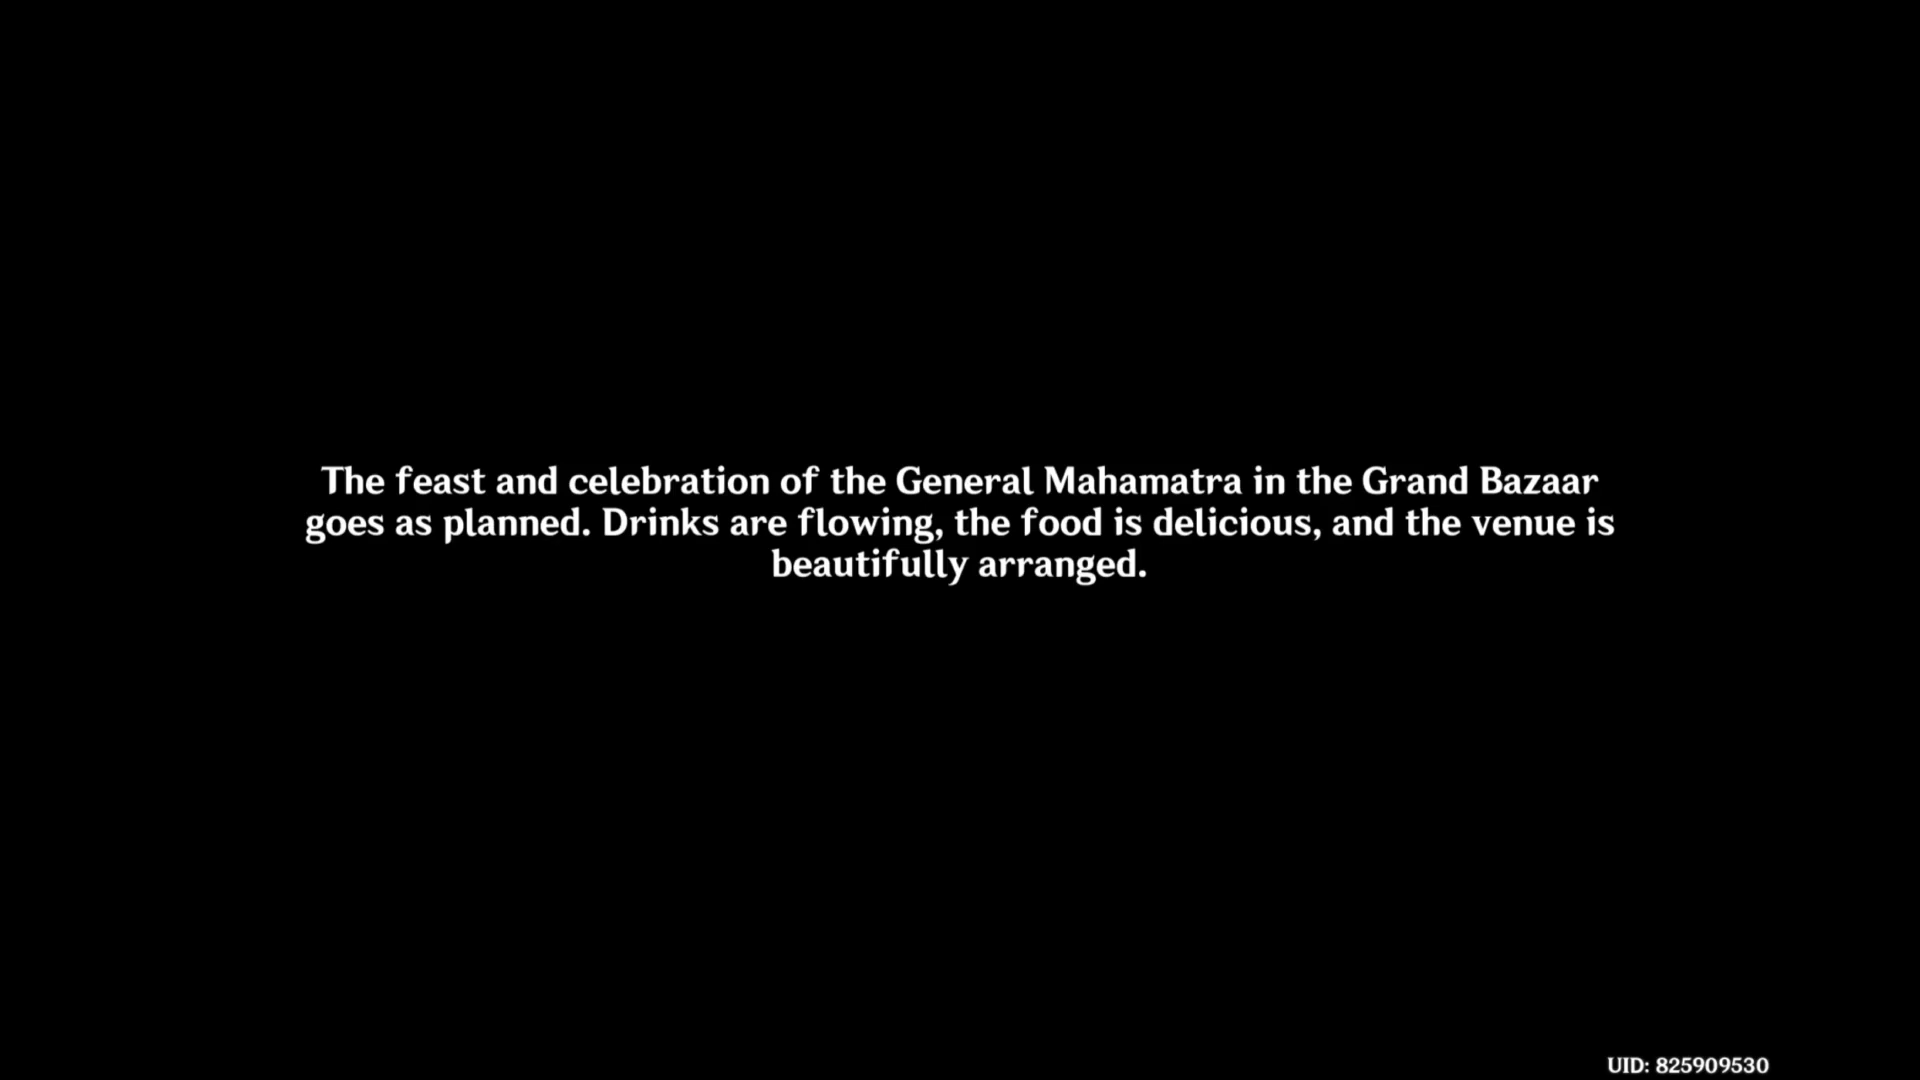 The feast and celebration of the General Mahamatra in the Grand Bazaar
goes as planned. Drinks are flowing, the food is delicious, and the venue is
beautifully arranged.
UID: 825909530